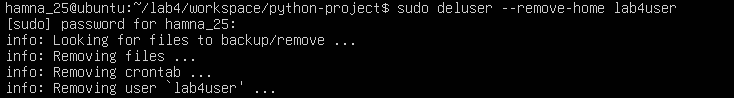 hamna_25@ubuntu:~/lab4/workspace/python-project$ sudo deluser --remove-home lab4user
[sudo] password for hamna_25:
info: Looking for files to backup/remove ...
info: Removing files ...
info: Removing crontab ...
info: Removing user `lab4user' ...